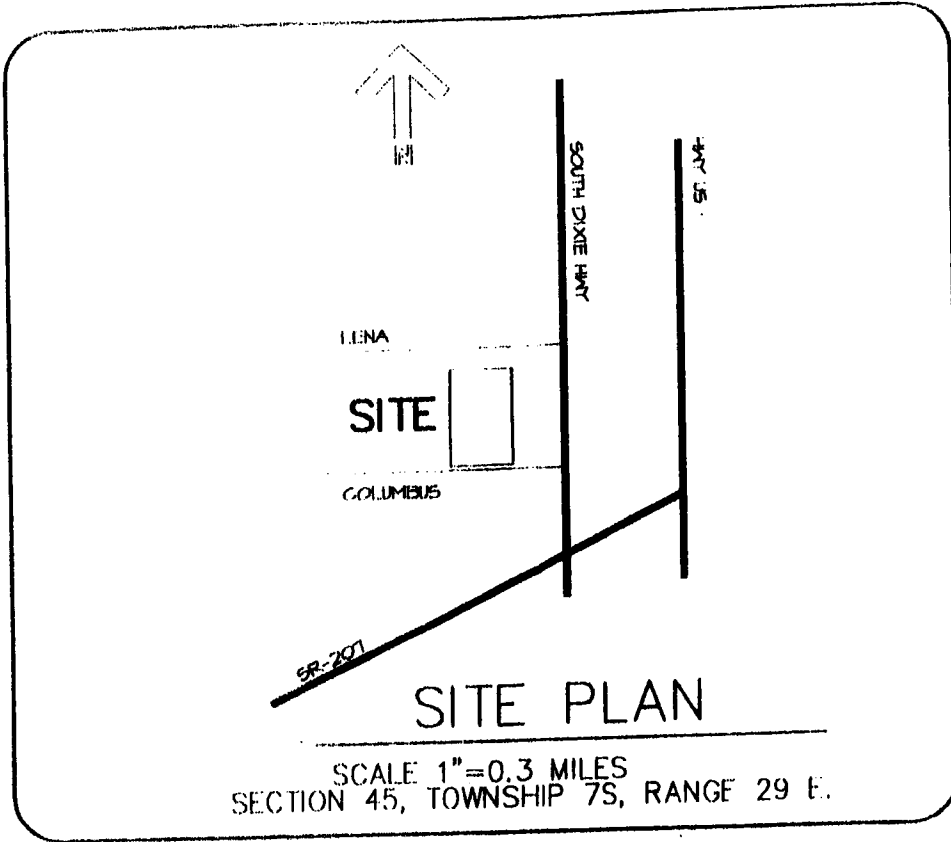 N
SOUTH DIXIE HWY
HWY US
LENA
SITE
COLUMBUS
SR-207
SITE PLAN
SCALE 1"=0.3 MILES
SECTION 45, TOWNSHIP 7S, RANGE 29 E.